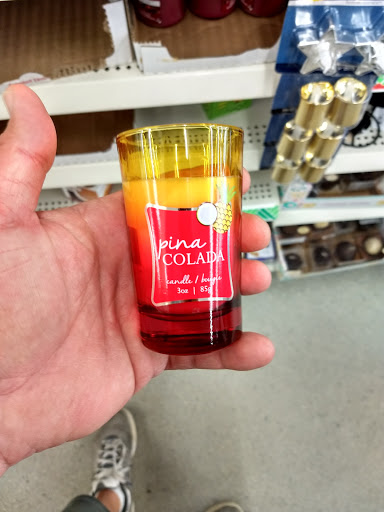 pina
COLADA
candle / bougie
3oz | 85g